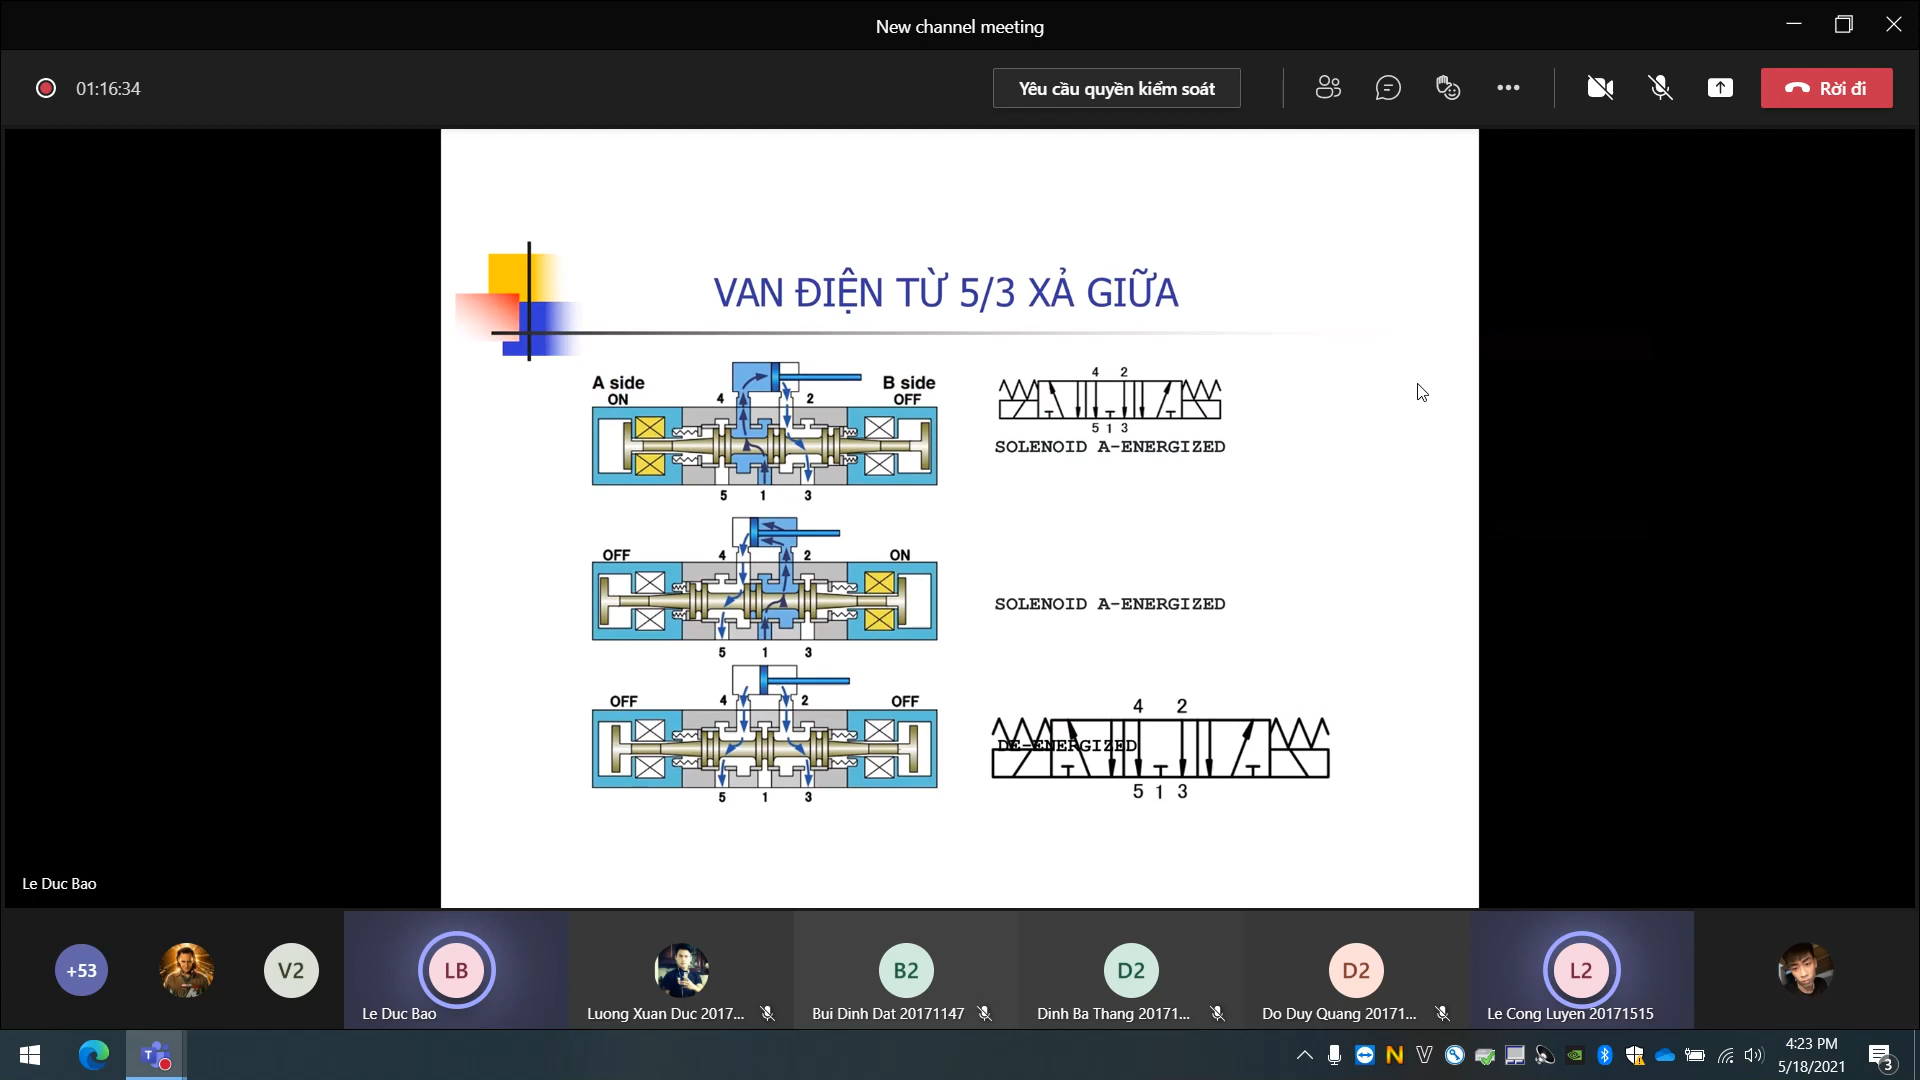 New channel meeting
01:16:34
Yêu cầu quyền kiểm soát
Rời đi
VAN ĐIỆN TỪ 5/3 XẢ GIỮA
A side
ON
B side
OFF
4
2
5
1
3
4 2
5 1 3
SOLENOID A-ENERGIZED
OFF
4
2
ON
5
1
3
SOLENOID A-ENERGIZED
OFF
4
2
OFF
5
1
3
4 2
DE-ENERGIZED
5 1 3
Le Duc Bao
+53
V2
LB
Le Duc Bao
Luong Xuan Duc 2017...
B2
Bui Dinh Dat 20171147
D2
Dinh Ba Thang 20171...
D2
Do Duy Quang 20171...
L2
Le Cong Luyen 20171515
4:23 PM
5/18/2021
3